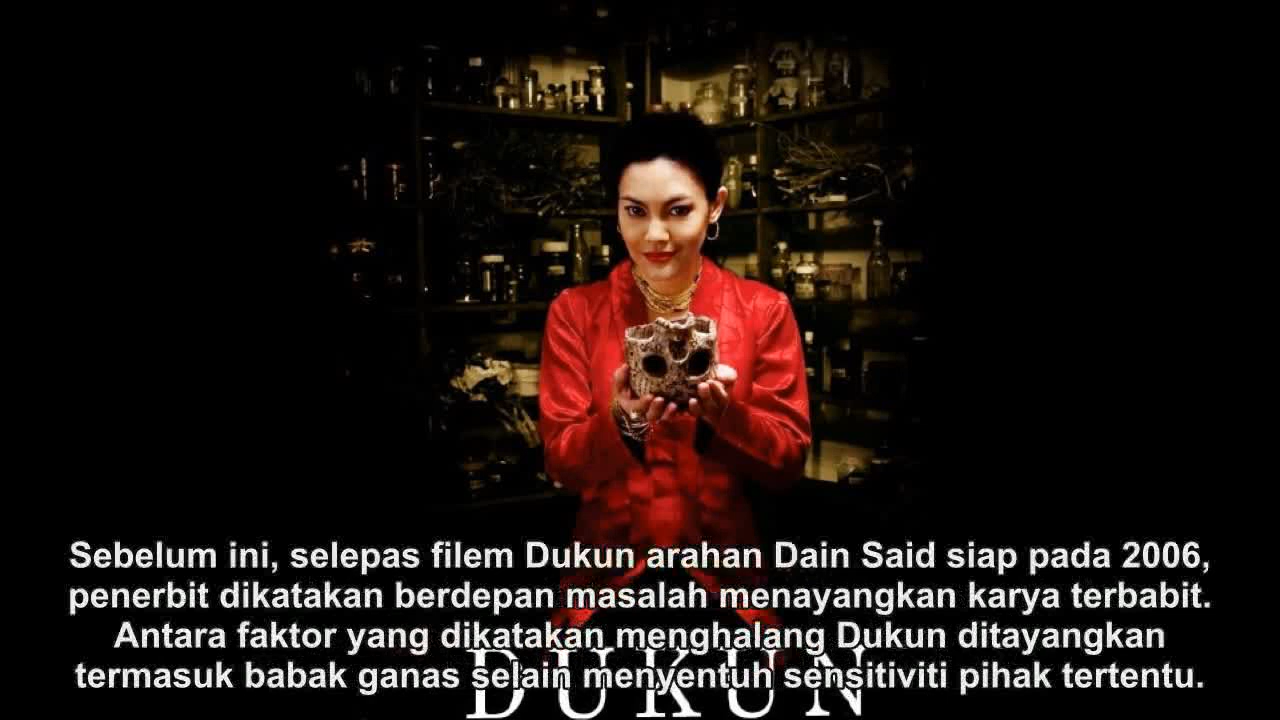 Sebelum ini, selepas filem Dukun arahan Dain Said siap pada 2006,
penerbit dikatakan berdepan masalah menayangkan karya terbabit.
Antara faktor yang dikatakan menghalang Dukun ditayangkan
termasuk babak ganas selain menyentuh sensitiviti pihak tertentu.
DUKUN